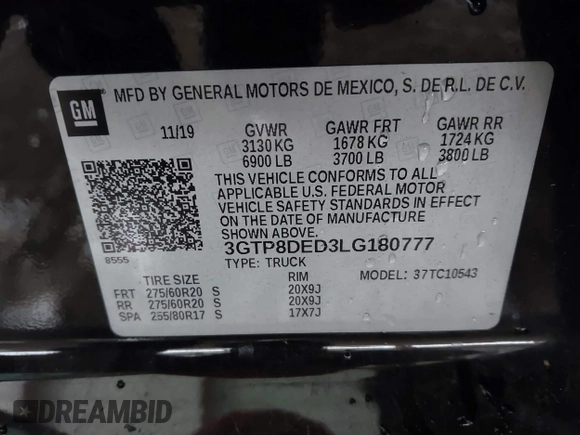 GM
MFD BY GENERAL MOTORS DE MEXICO, S. DE R.L. DE C.V.
11/19 GVWR GAWR FRT GAWR RR
3130 KG 1678 KG 1724 KG
6900 LB 3700 LB 3800 LB
THIS VEHICLE CONFORMS TO ALL
APPLICABLE U.S. FEDERAL MOTOR
VEHICLE SAFETY STANDARDS IN EFFECT
ON THE DATE OF MANUFACTURE SHOWN ABOVE.
3GTP8DED3LG180777
8555 TYPE: TRUCK MODEL: 37TC10543
TIRE SIZE RIM
FRT 275/60R20 S 20X9J
RR 275/60R20 S 20X9J
SPA 255/80R17 S 17X7J
DREAMBID